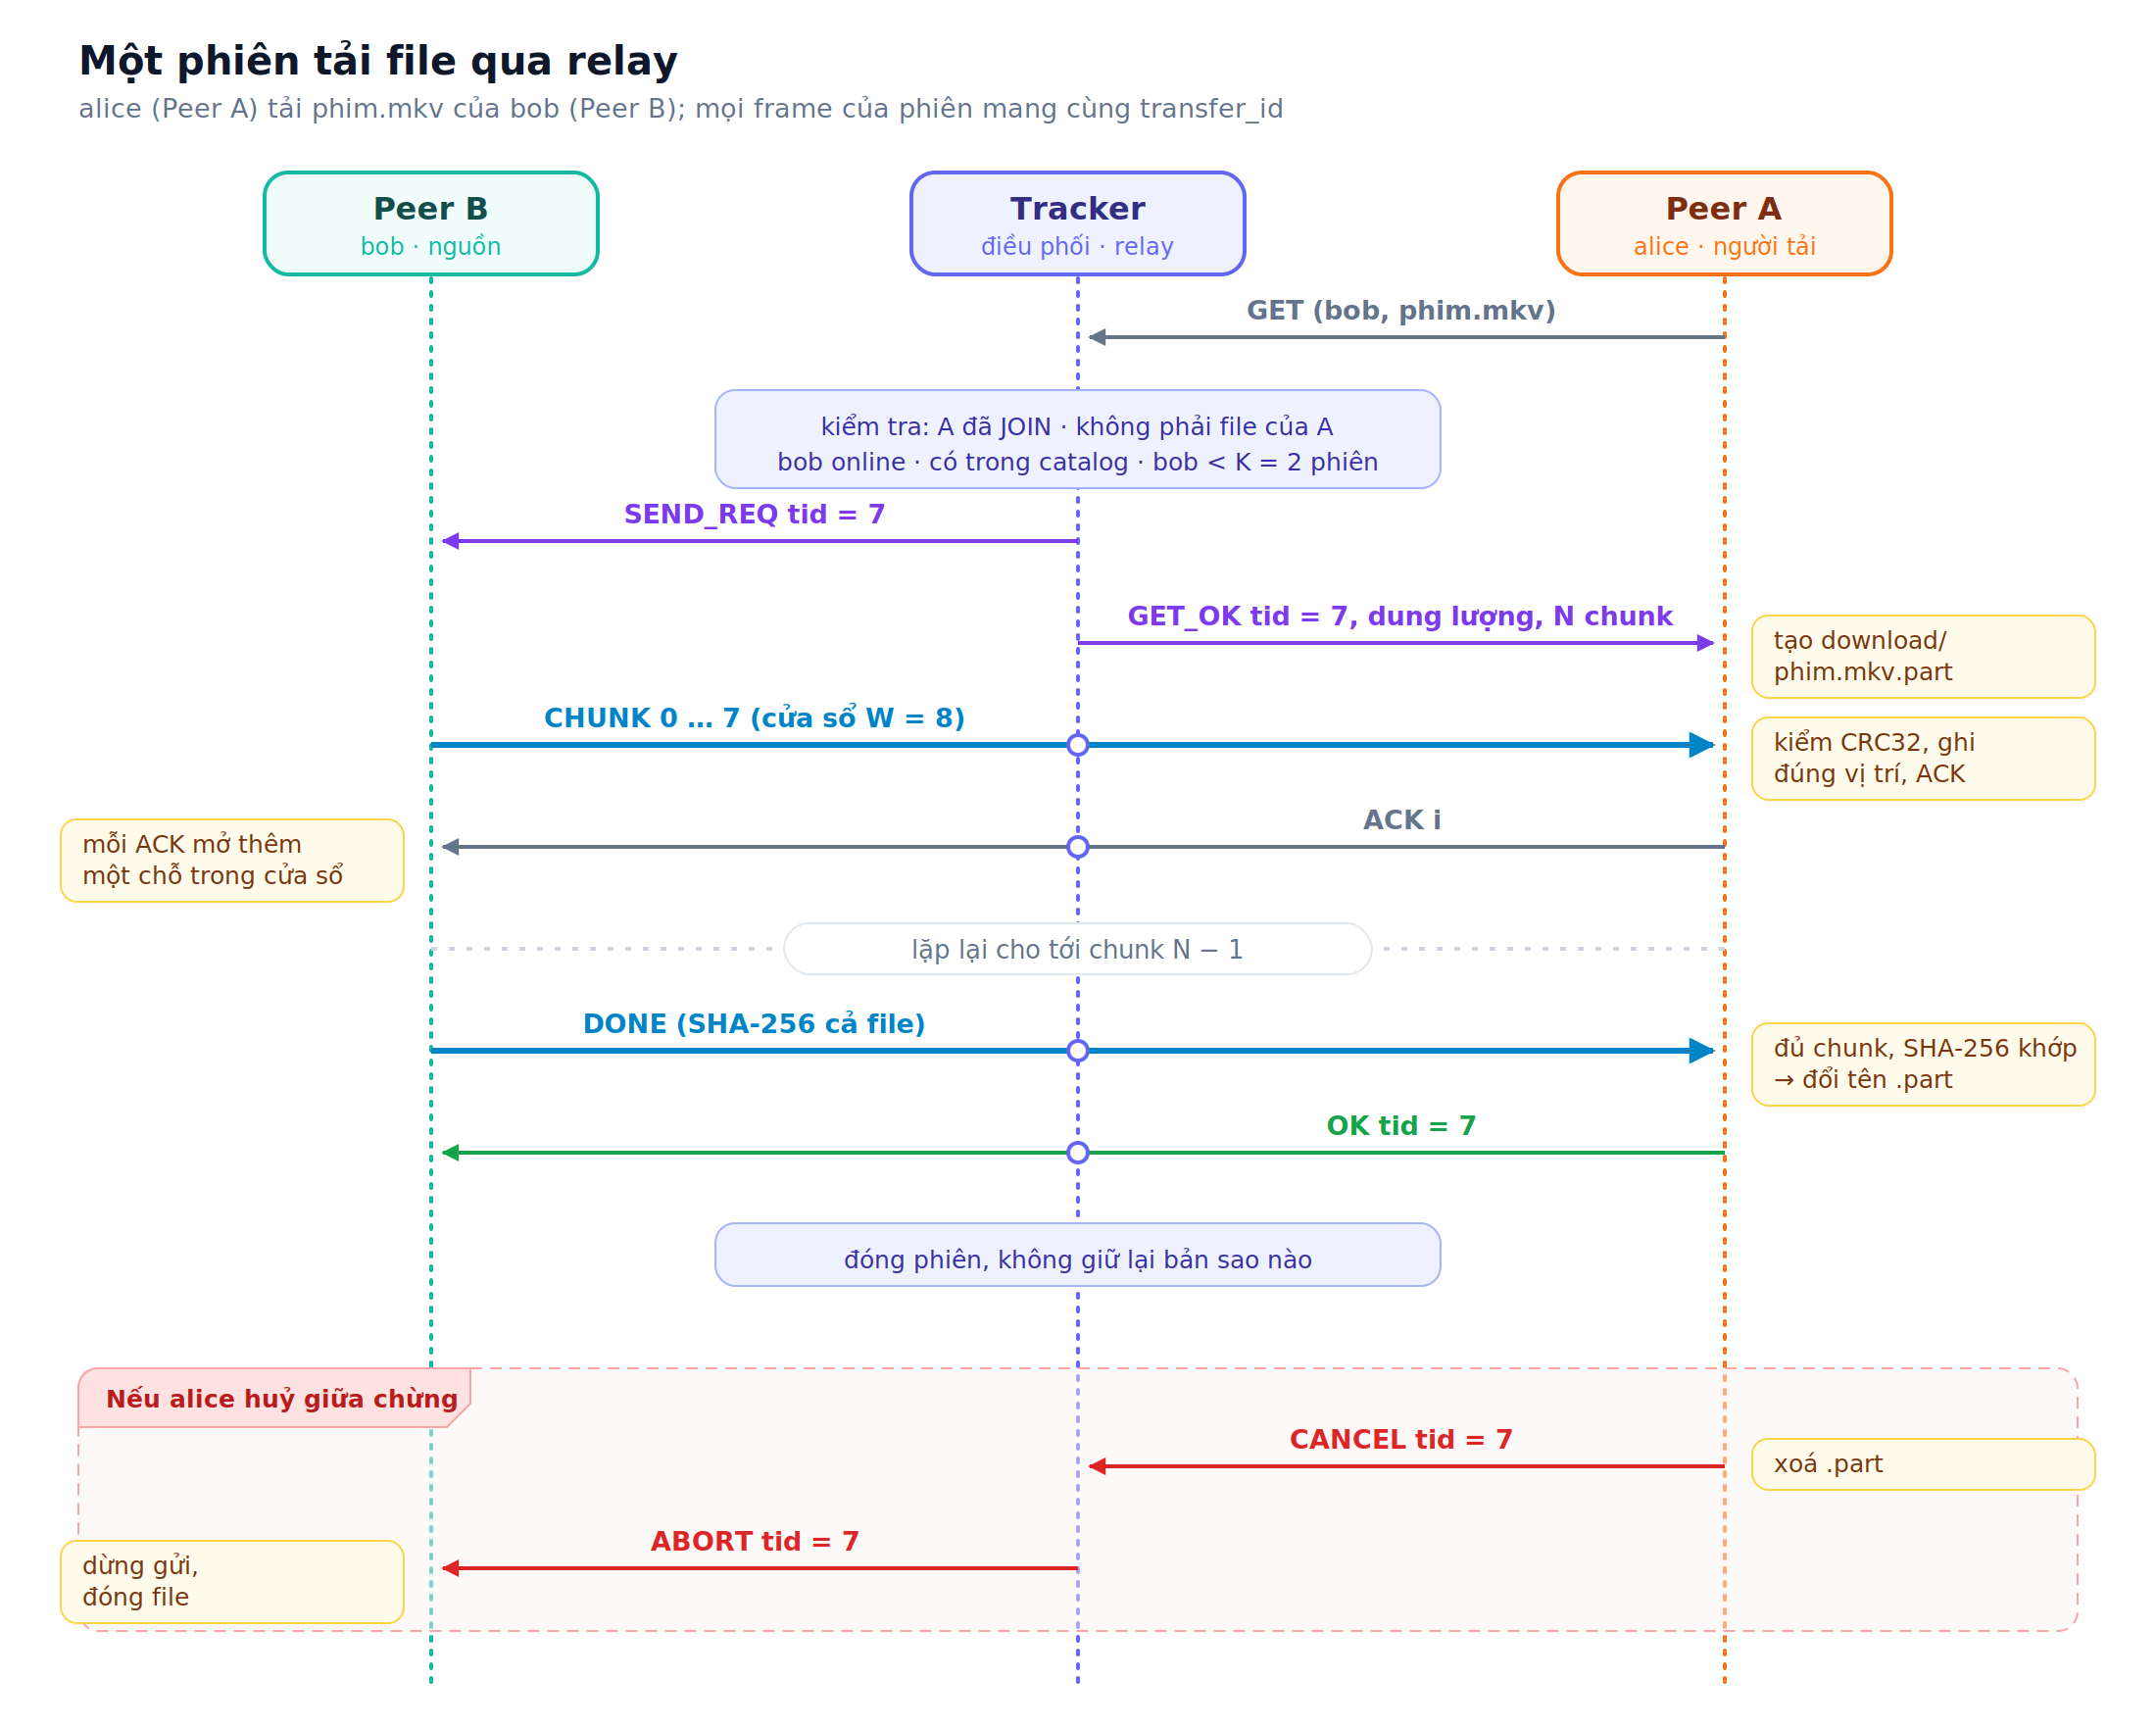 Một phiên tải file qua relay
alice (Peer A) tải phim.mkv của bob (Peer B); mọi frame của phiên mang cùng transfer_id
Peer B
bob · nguồn
Tracker
điều phối · relay
Peer A
alice · người tải
GET (bob, phim.mkv)
kiểm tra: A đã JOIN · không phải file của A
bob online · có trong catalog · bob < K = 2 phiên
SEND_REQ tid = 7
GET_OK tid = 7, dung lượng, N chunk
tạo download/
phim.mkv.part
CHUNK 0 … 7 (cửa sổ W = 8)
kiểm CRC32, ghi
đúng vị trí, ACK
ACK i
mỗi ACK mở thêm
một chỗ trong cửa sổ
lặp lại cho tới chunk N − 1
DONE (SHA-256 cả file)
đủ chunk, SHA-256 khớp
→ đổi tên .part
OK tid = 7
đóng phiên, không giữ lại bản sao nào
Nếu alice huỷ giữa chừng
CANCEL tid = 7
xoá .part
ABORT tid = 7
dừng gửi,
đóng file